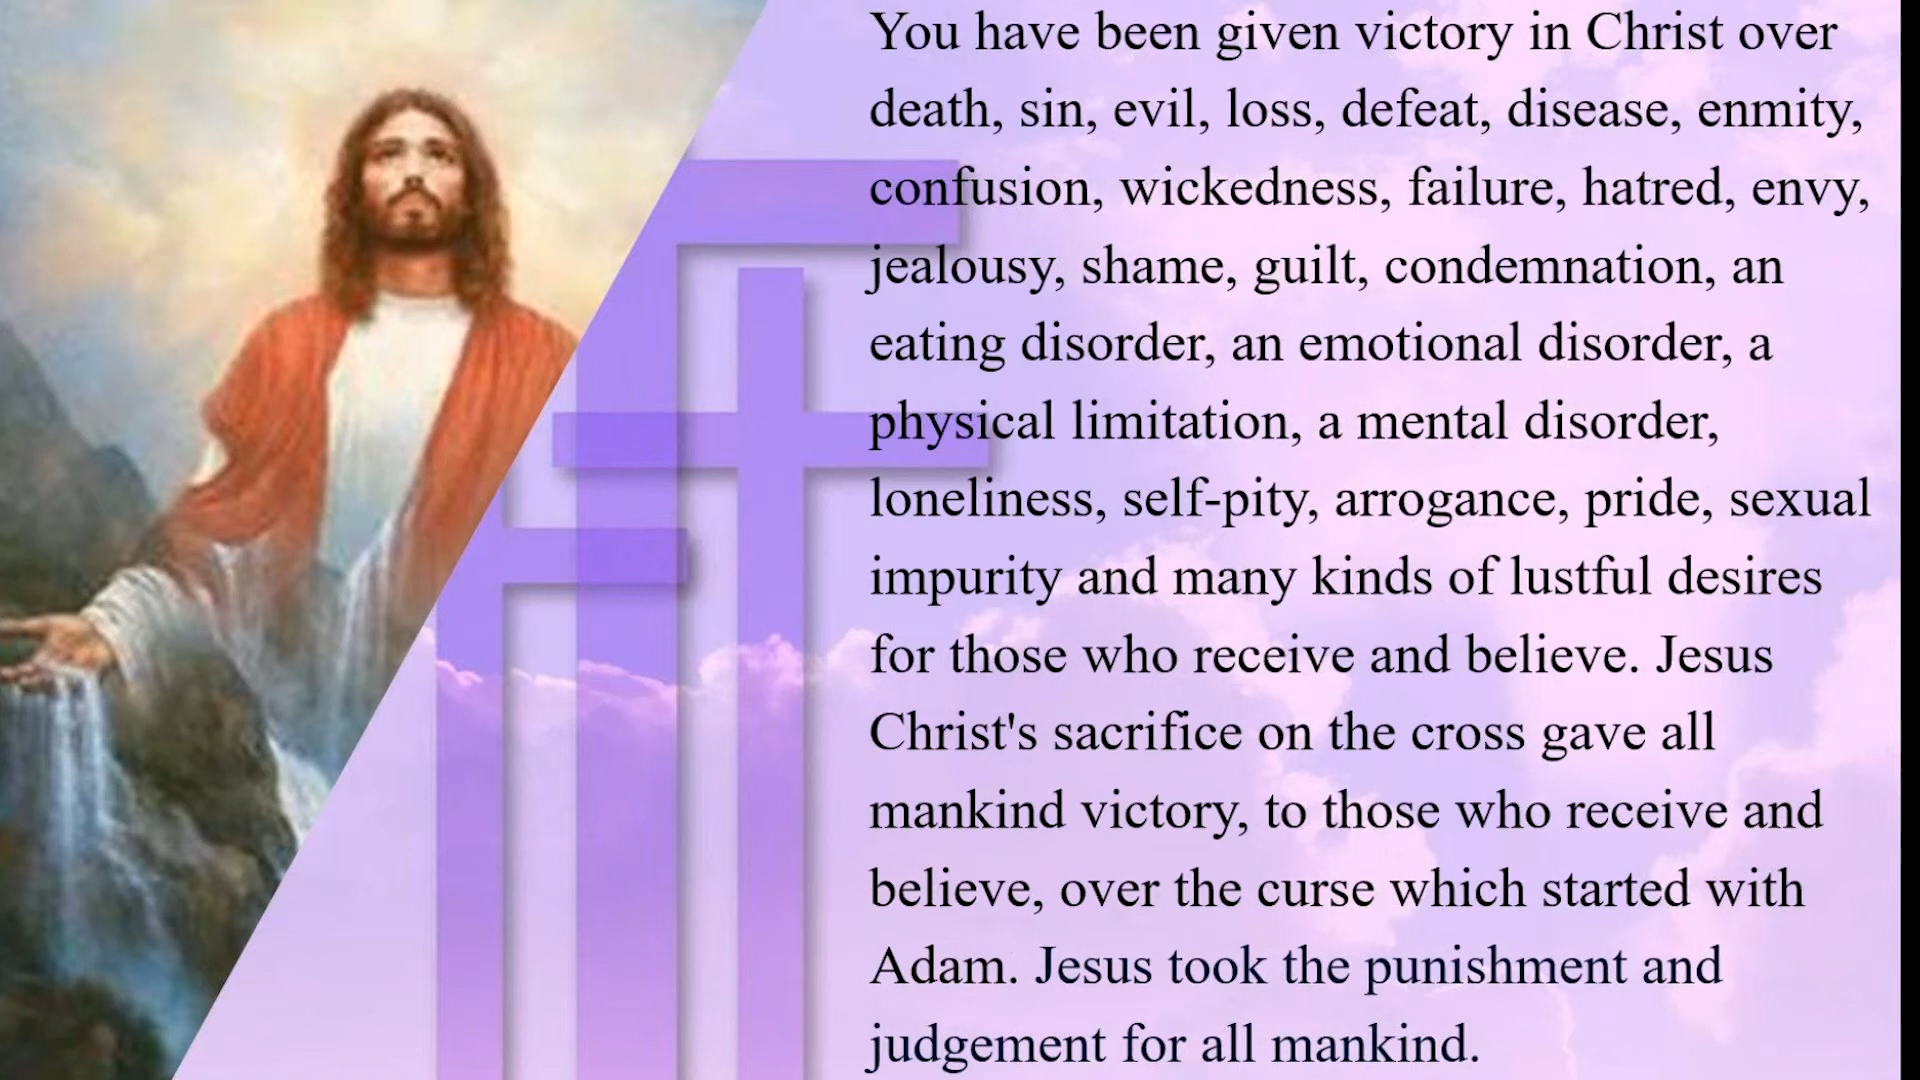 You have been given victory in Christ over
death, sin, evil, loss, defeat, disease, enmity,
confusion, wickedness, failure, hatred, envy,
jealousy, shame, guilt, condemnation, an
eating disorder, an emotional disorder, a
physical limitation, a mental disorder,
loneliness, self-pity, arrogance, pride, sexual
impurity and many kinds of lustful desires
for those who receive and believe. Jesus
Christ's sacrifice on the cross gave all
mankind victory, to those who receive and
believe, over the curse which started with
Adam. Jesus took the punishment and
judgement for all mankind.